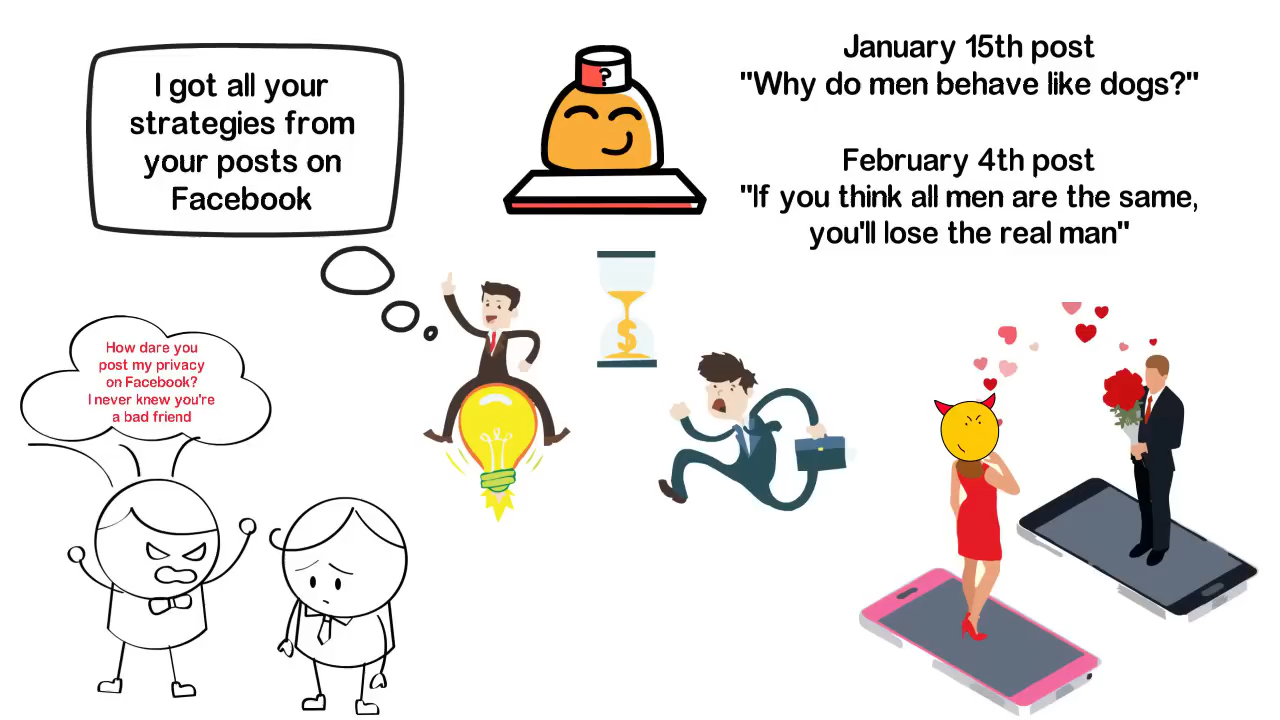 I got all your
strategies from
your posts on
Facebook
?
January 15th post
"Why do men behave like dogs?"
February 4th post
"If you think all men are the same,
you'll lose the real man"
$
How dare you
post my privacy
on Facebook?
I never knew you're
a bad friend